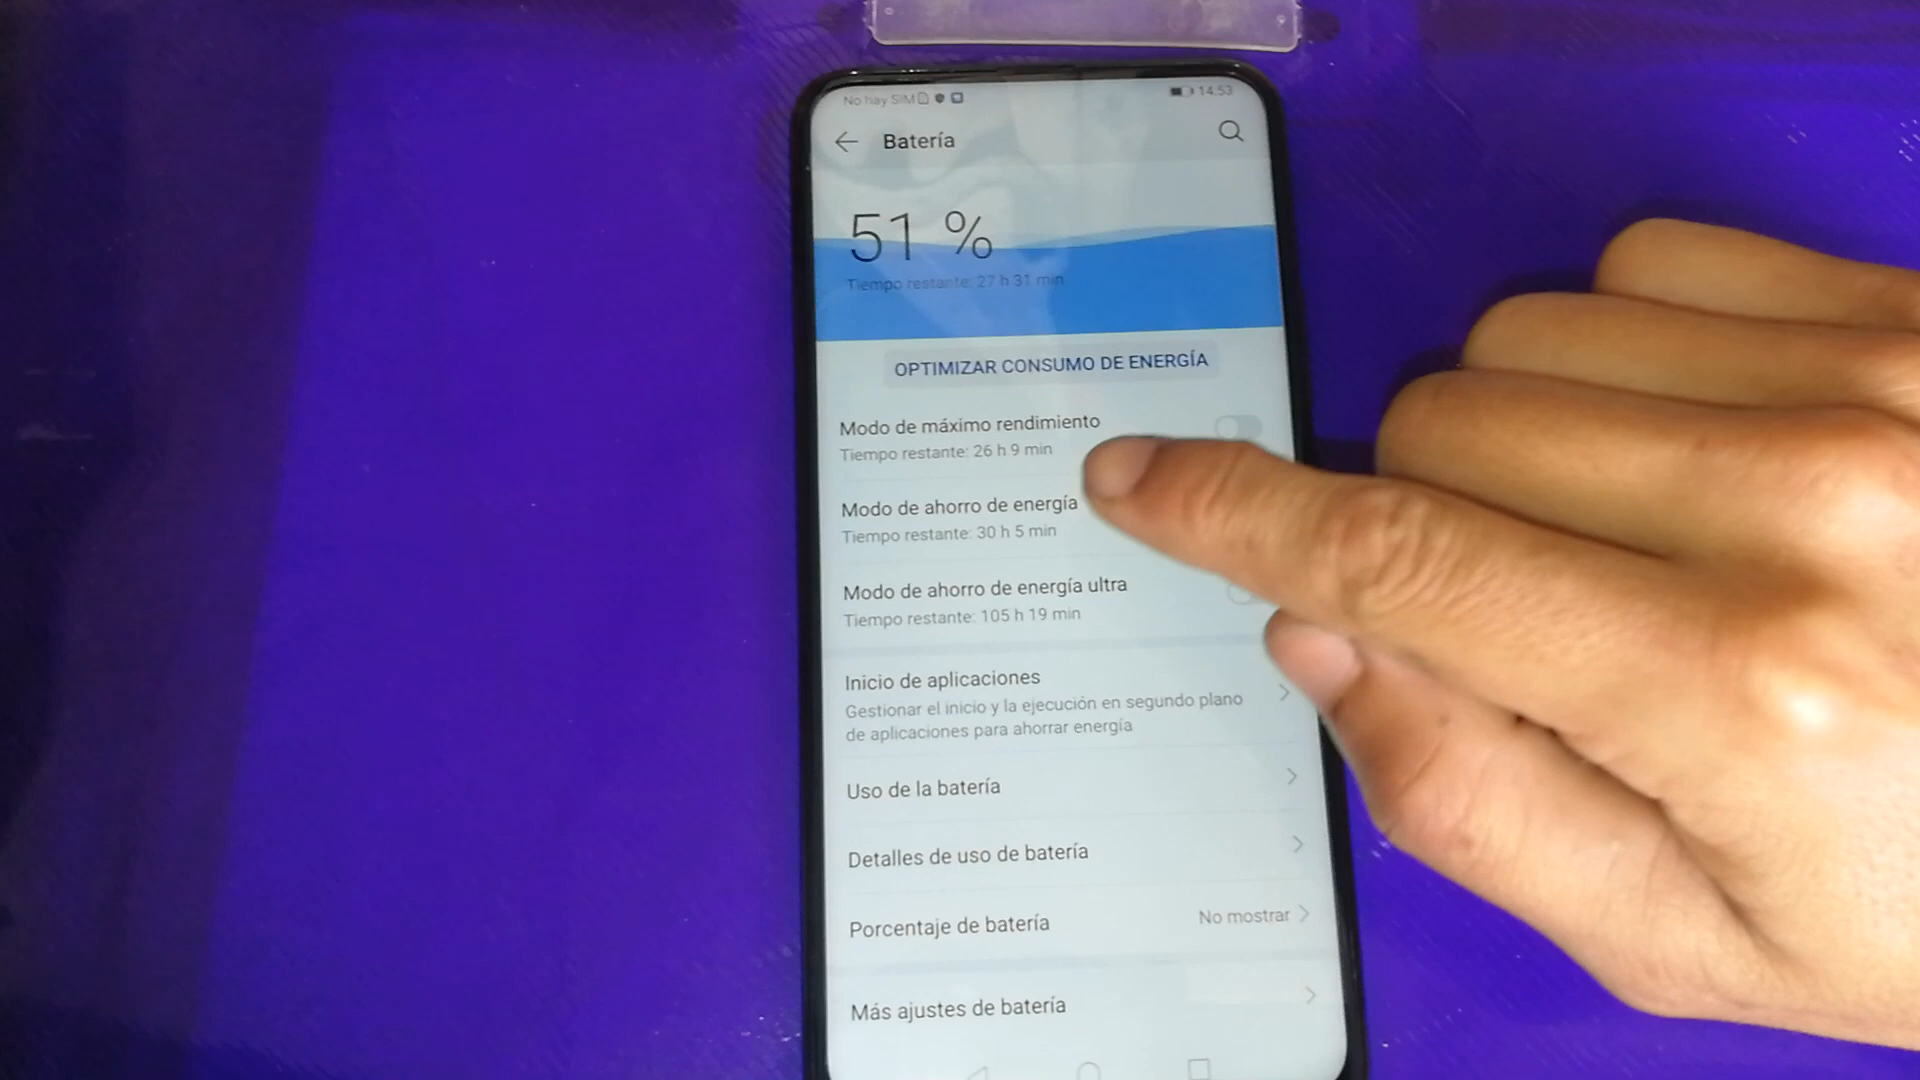 No hay SIM 14:53
Batería
51 %
Tiempo restante: 27 h 31 min
OPTIMIZAR CONSUMO DE ENERGÍA
Modo de máximo rendimiento
Tiempo restante: 26 h 9 min
Modo de ahorro de energía
Tiempo restante: 30 h 5 min
Modo de ahorro de energía ultra
Tiempo restante: 105 h 19 min
Inicio de aplicaciones
Gestionar el inicio y la ejecución en segundo plano
de aplicaciones para ahorrar energía
Uso de la batería
Detalles de uso de batería
Porcentaje de batería No mostrar
Más ajustes de batería